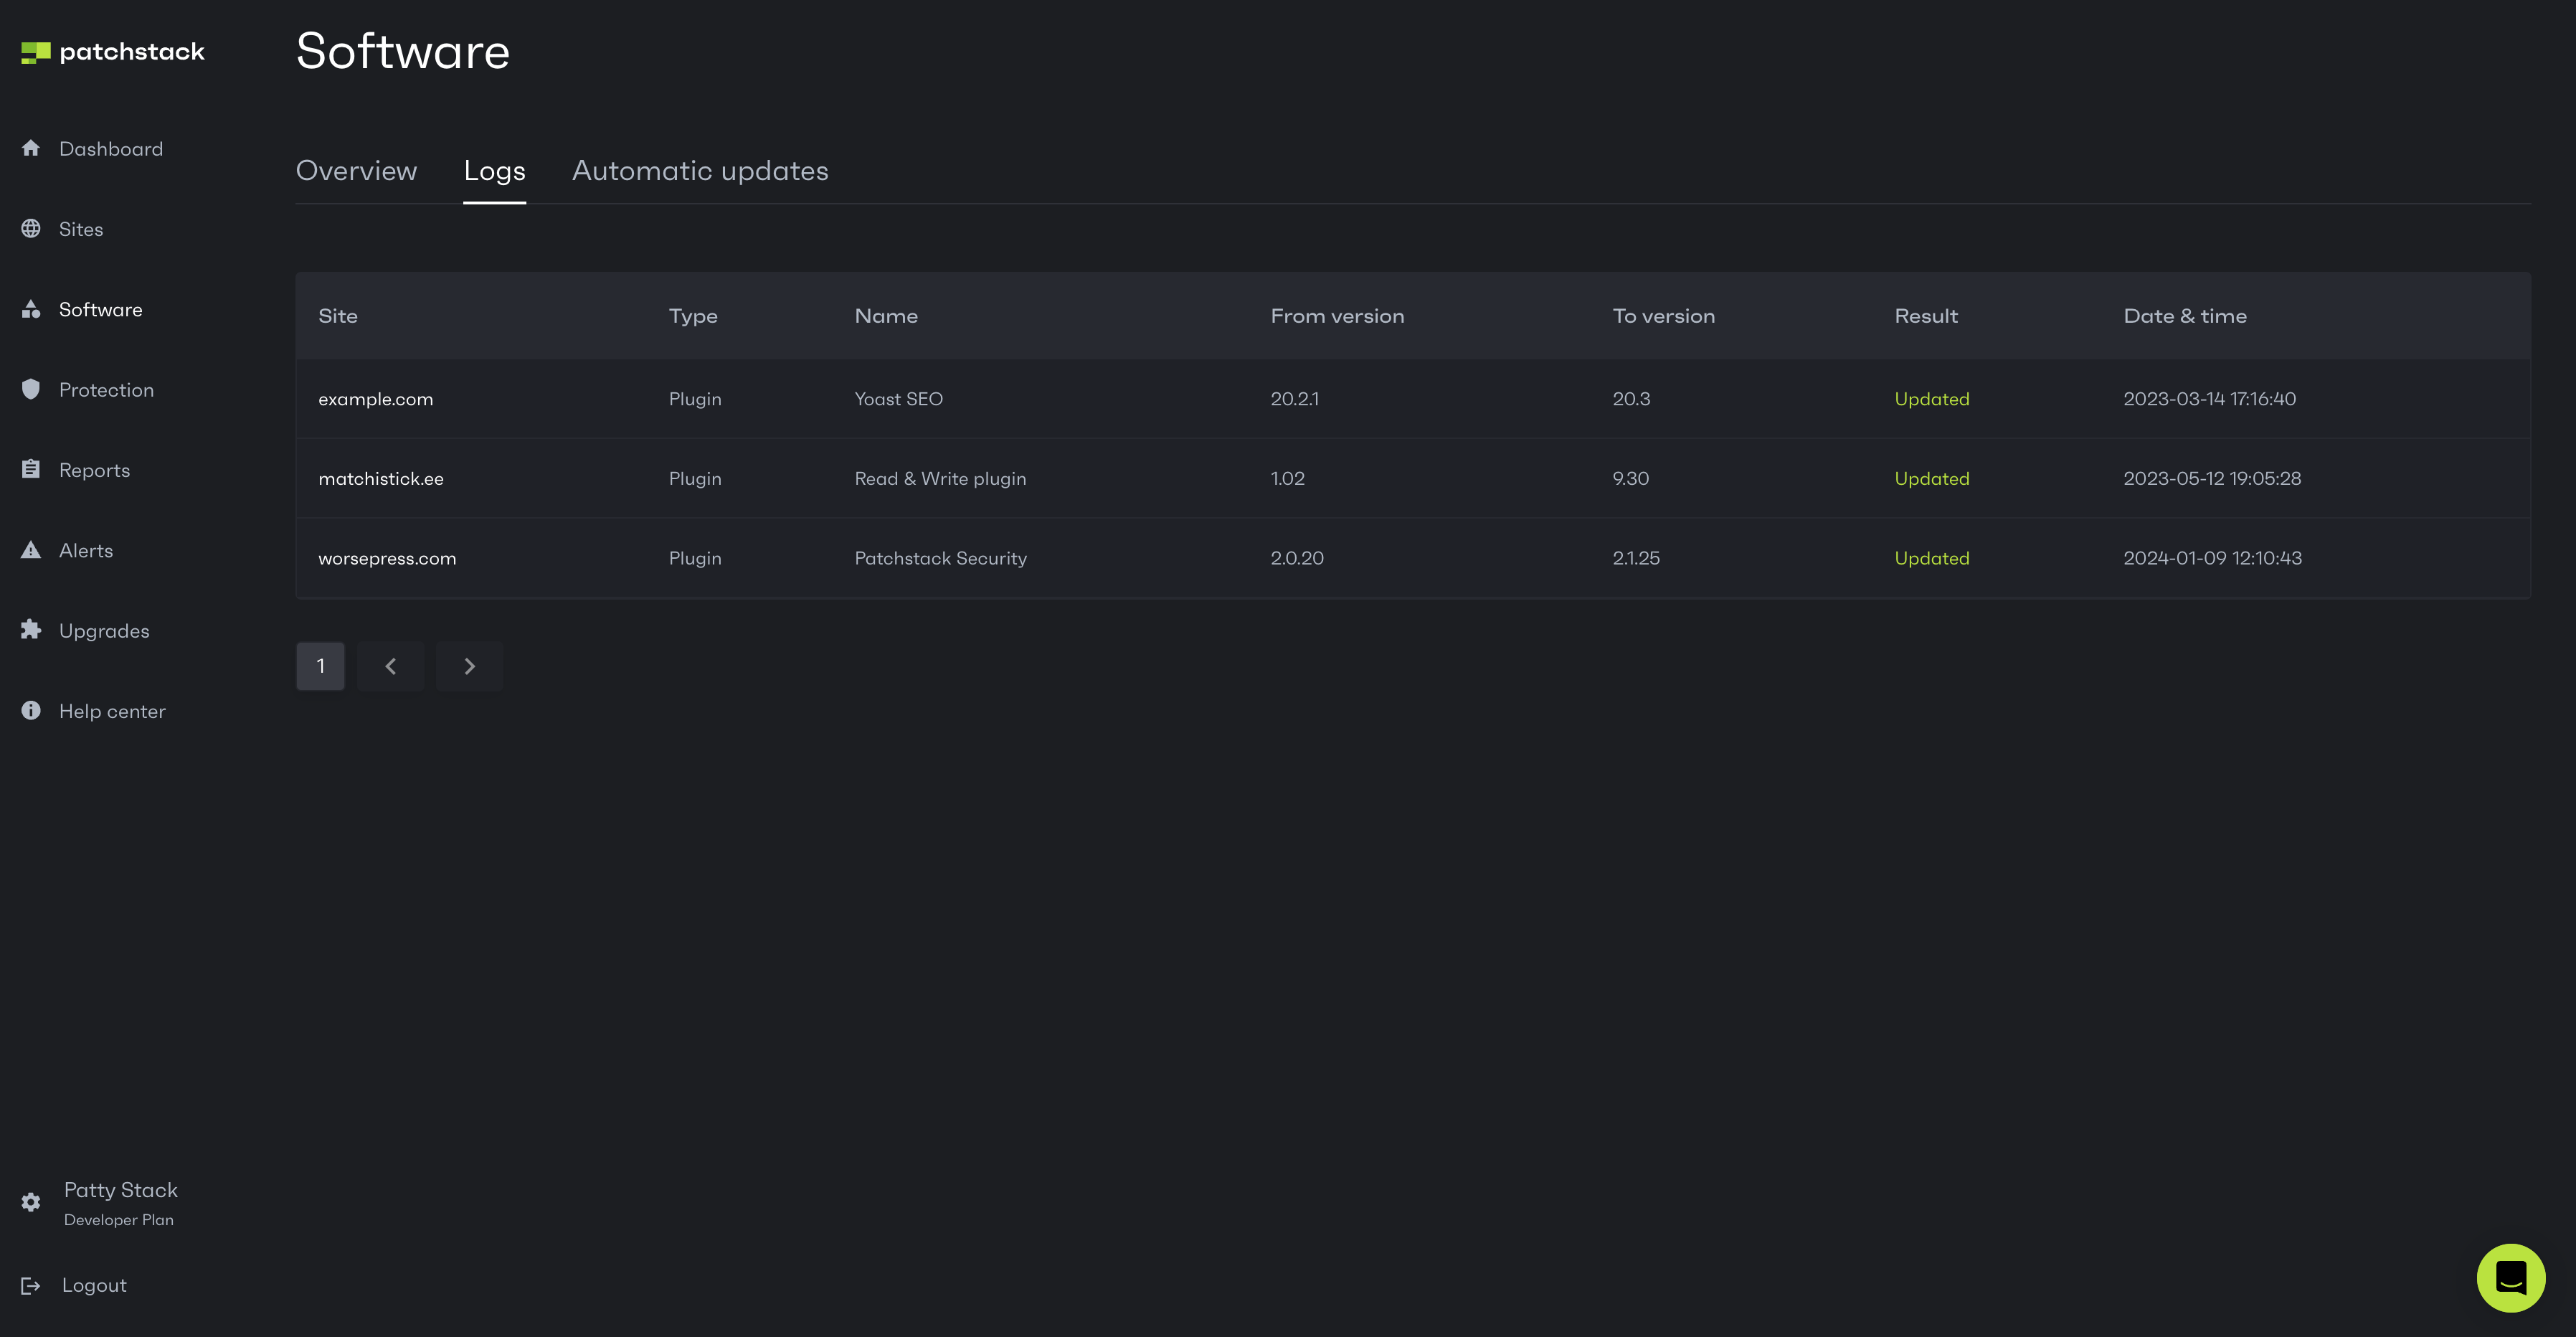 patchstack
Dashboard
Sites
Software
Protection
Reports
Alerts
Upgrades
Help center
Patty Stack
Developer Plan
Logout
Software
Overview Logs Automatic updates
Site Type Name From version To version Result Date & time
example.com Plugin Yoast SEO 20.2.1 20.3 Updated 2023-03-14 17:16:40
matchistick.ee Plugin Read & Write plugin 1.02 9.30 Updated 2023-05-12 19:05:28
worsepress.com Plugin Patchstack Security 2.0.20 2.1.25 Updated 2024-01-09 12:10:43
1